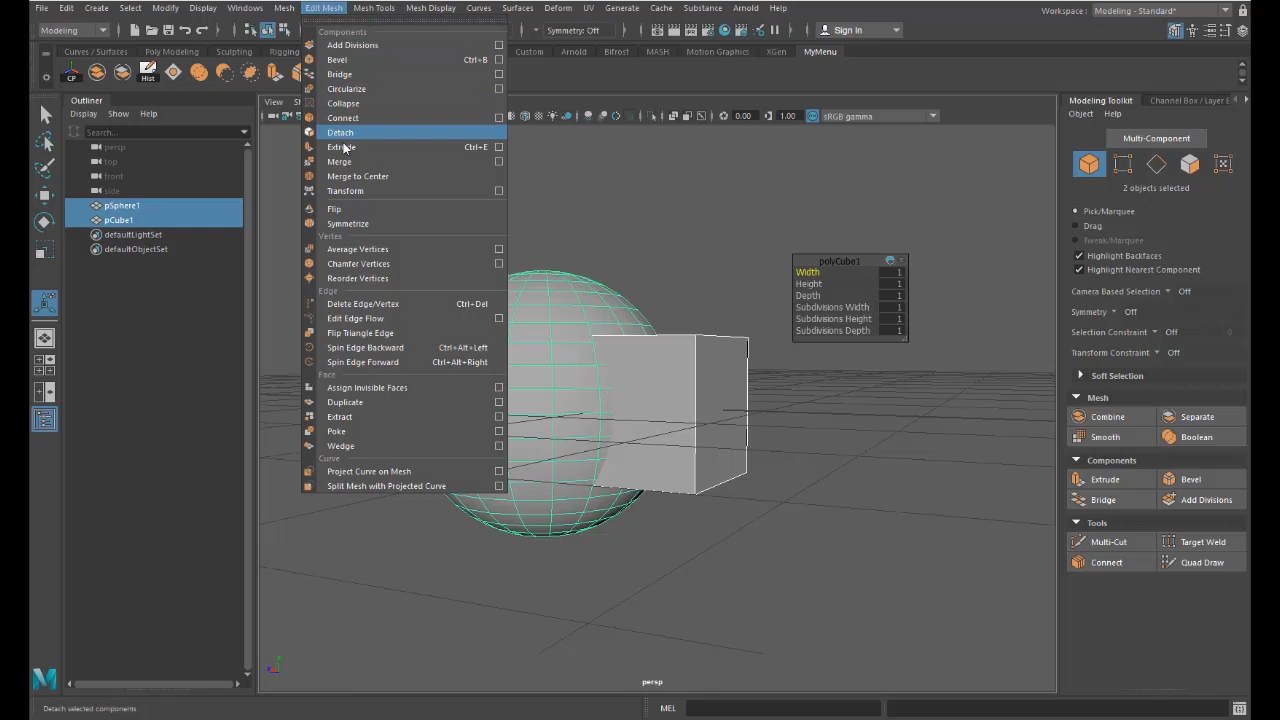 File Edit Create Select Modify Display Windows Mesh Edit Mesh Mesh Tools Mesh Display Curves Surfaces Deform UV Generate Cache Substance Arnold Help Workspace: Modeling - Standard*
Modeling Symmetry: Off Sign In
Curves / Surfaces Poly Modeling Sculpting Rigging Custom Arnold Bifrost MASH Motion Graphics XGen MyMenu
CP Hist
Outliner
Display Show Help
Search...
persp
top
front
side
pSphere1
pCube1
defaultLightSet
defaultObjectSet
Components
Add Divisions
Bevel Ctrl+B
Bridge
Circularize
Collapse
Connect
Detach
Extrude Ctrl+E
Merge
Merge to Center
Transform
Flip
Symmetrize
Vertex
Average Vertices
Chamfer Vertices
Reorder Vertices
Edge
Delete Edge/Vertex Ctrl+Del
Edit Edge Flow
Flip Triangle Edge
Spin Edge Backward Ctrl+Alt+Left
Spin Edge Forward Ctrl+Alt+Right
Face
Assign Invisible Faces
Duplicate
Extract
Poke
Wedge
Curve
Project Curve on Mesh
Split Mesh with Projected Curve
View
0.00 1.00 sRGB gamma
polyCube1
Width 1
Height 1
Depth 1
Subdivisions Width 1
Subdivisions Height 1
Subdivisions Depth 1
persp
Modeling Toolkit Channel Box / Layer E
Object Help
Multi-Component
2 objects selected
Pick/Marquee
Drag
Tweak/Marquee
Highlight Backfaces
Highlight Nearest Component
Camera Based Selection Off
Symmetry Off
Selection Constraint Off 0
Transform Constraint Off
Soft Selection
Mesh
Combine Separate
Smooth Boolean
Components
Extrude Bevel
Bridge Add Divisions
Tools
Multi-Cut Target Weld
Connect Quad Draw
Detach selected components MEL